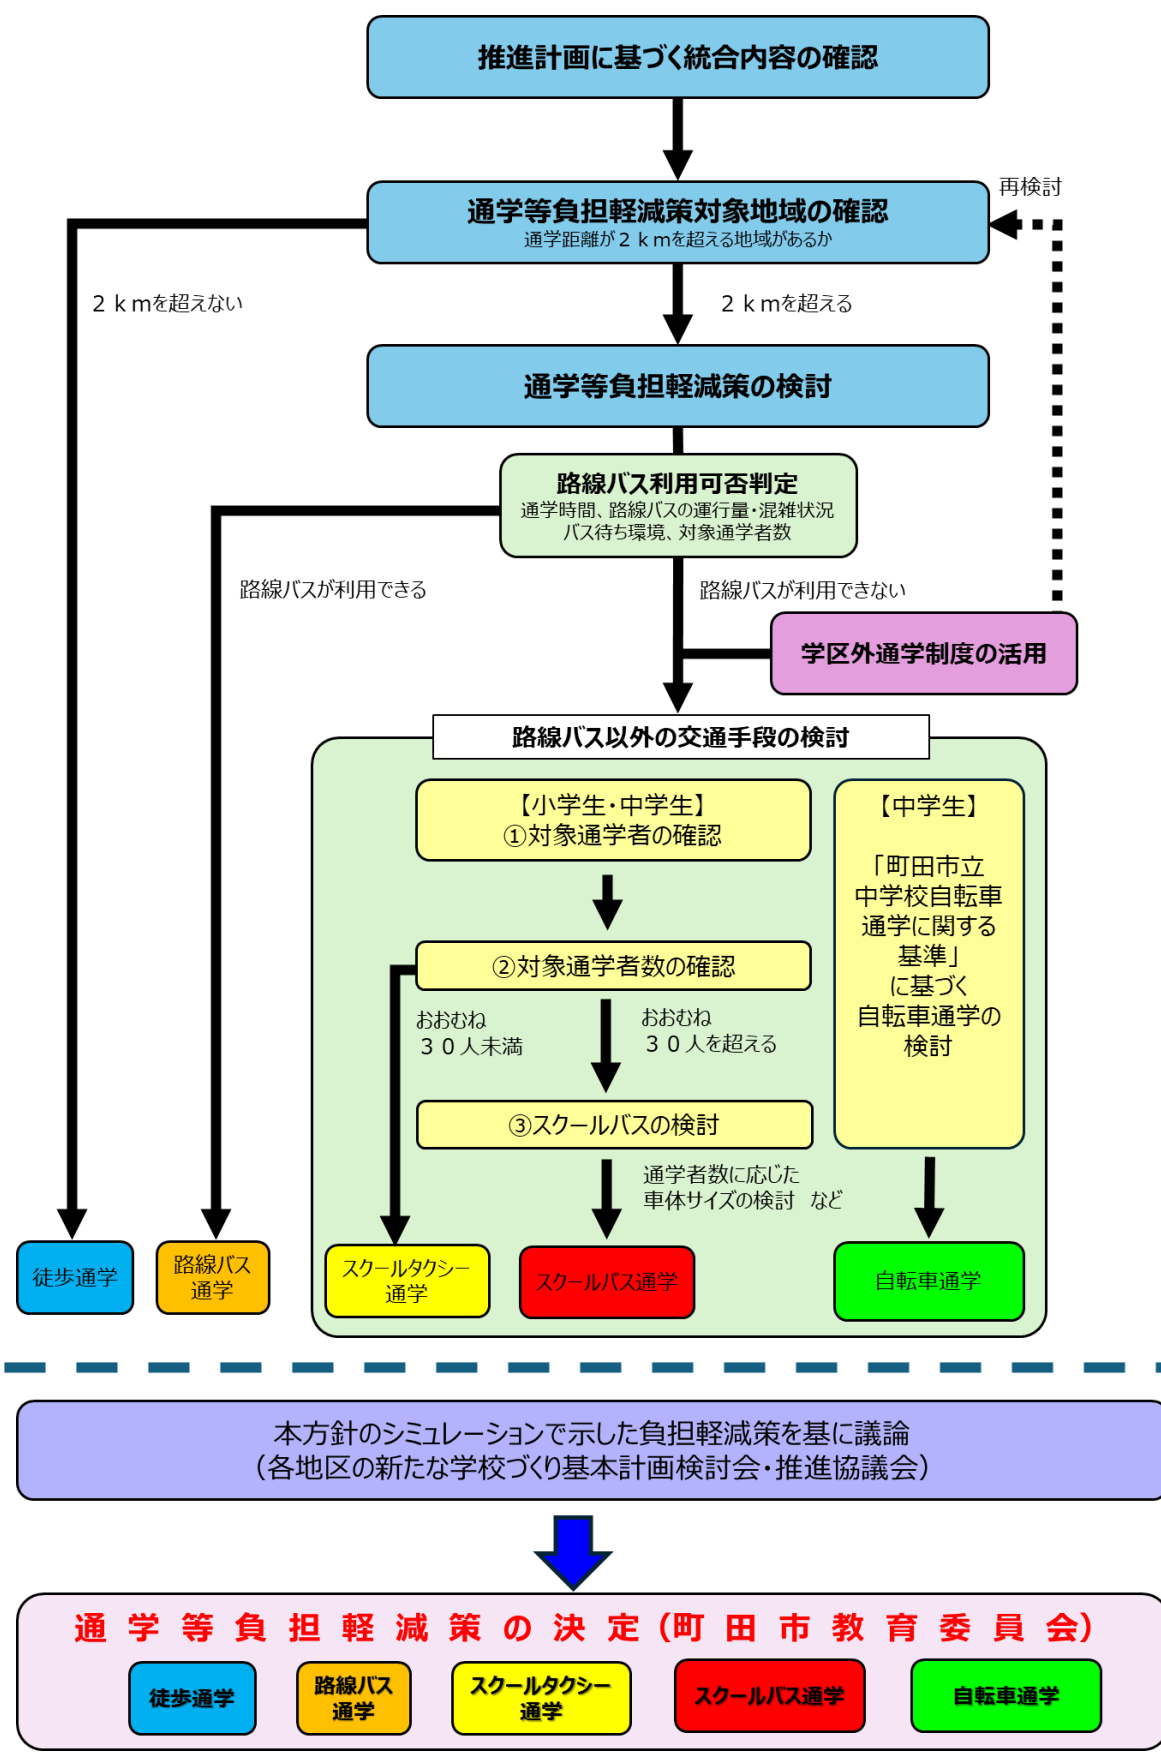 推進計画に基づく統合内容の確認
再検討
通学等負担軽減策対象地域の確認
通学距離が２ｋｍを超える地域があるか
２ｋｍを超えない
２ｋｍを超える
通学等負担軽減策の検討
路線バス利用可否判定
通学時間、路線バスの運行量・混雑状況
バス待ち環境、対象通学者数
路線バスが利用できる
路線バスが利用できない
学区外通学制度の活用
路線バス以外の交通手段の検討
【小学生・中学生】
①対象通学者の確認
②対象通学者数の確認
おおむね
３０人未満
おおむね
３０人を超える
③スクールバスの検討
通学者数に応じた
車体サイズの検討　など
【中学生】
「町田市立
中学校自転車
通学に関する
基準」
に基づく
自転車通学の
検討
徒歩通学
路線バス
通学
スクールタクシー
通学
スクールバス通学
自転車通学
本方針のシミュレーションで示した負担軽減策を基に議論
（各地区の新たな学校づくり基本計画検討会・推進協議会）
通学等負担軽減策の決定（町田市教育委員会）
徒歩通学
路線バス
通学
スクールタクシー
通学
スクールバス通学
自転車通学